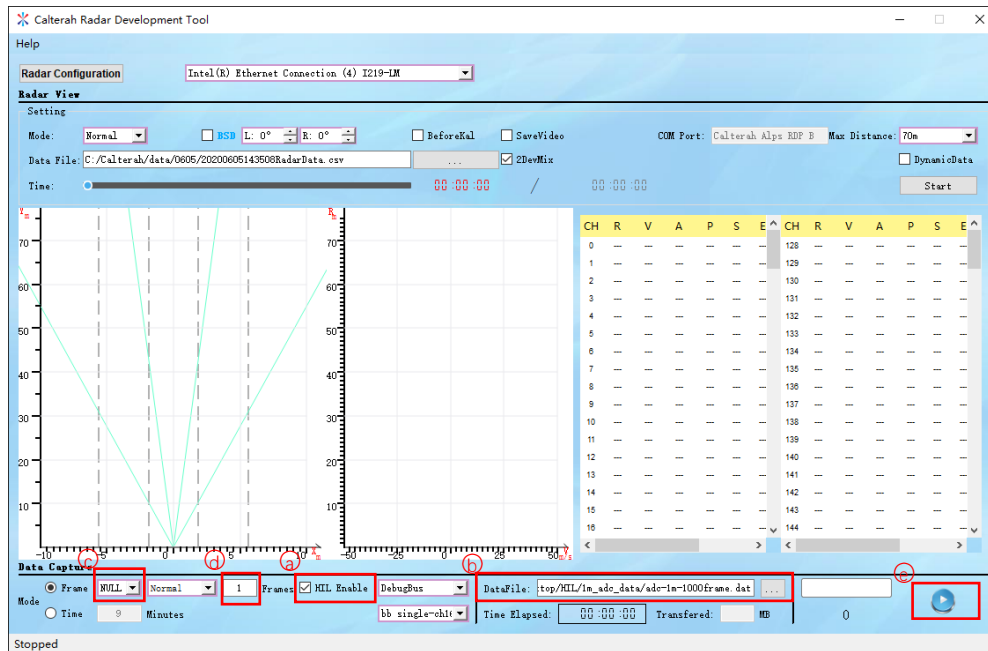 Calterah Radar Development Tool
Help
Radar Configuration Intel(R) Ethernet Connection (4) I219-LM
Radar View
Setting
Mode: Normal BSD L: 0° R: 0° BeforeKal SaveVideo COM Port: Calterah Alps RDP B Max Distance: 70m
Data File: C:/Calterah/data/0605/20200605143508RadarData.csv ... 2DevMix DynamicData
Time: 00:00:00 / 00:00:00 Start
Ym Rm
70 70
60 60
50 50
40 40
30 30
20 20
10 10
-10 -5 0 5 10 Xm -50 -25 0 25 50 Vm/s
CH R V A P S E CH R V A P S E
0 --- --- --- --- --- --- 128 --- --- --- --- --- ---
1 --- --- --- --- --- --- 129 --- --- --- --- --- ---
2 --- --- --- --- --- --- 130 --- --- --- --- --- ---
3 --- --- --- --- --- --- 131 --- --- --- --- --- ---
4 --- --- --- --- --- --- 132 --- --- --- --- --- ---
5 --- --- --- --- --- --- 133 --- --- --- --- --- ---
6 --- --- --- --- --- --- 134 --- --- --- --- --- ---
7 --- --- --- --- --- --- 135 --- --- --- --- --- ---
8 --- --- --- --- --- --- 136 --- --- --- --- --- ---
9 --- --- --- --- --- --- 137 --- --- --- --- --- ---
10 --- --- --- --- --- --- 138 --- --- --- --- --- ---
11 --- --- --- --- --- --- 139 --- --- --- --- --- ---
12 --- --- --- --- --- --- 140 --- --- --- --- --- ---
13 --- --- --- --- --- --- 141 --- --- --- --- --- ---
14 --- --- --- --- --- --- 142 --- --- --- --- --- ---
15 --- --- --- --- --- --- 143 --- --- --- --- --- ---
16 --- --- --- --- --- --- 144 --- --- --- --- --- ---
c d a b e
Data Capture
Mode
Frame NULL Normal 1 Frames HIL Enable DebugBus DataFile: :top/HIL/1m_adc_data/adc-1m-1000frame.dat ...
Time 9 Minutes bb single-ch1 Time Elapsed: 00:00:00 Transfered: MB 0
Stopped